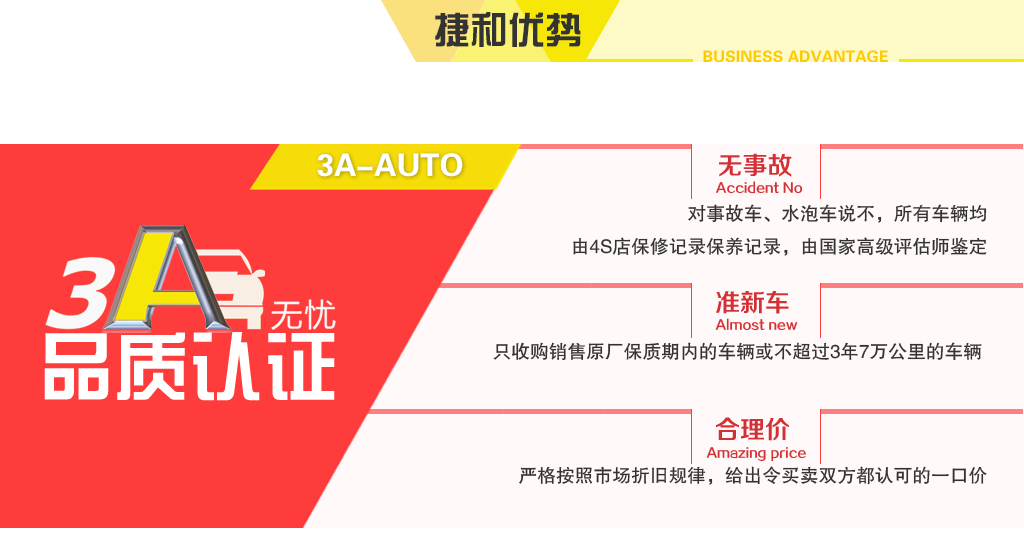 捷和优势
BUSINESS ADVANTAGE
3A-AUTO
3A无忧
品质认证
无事故
Accident No
对事故车、水泡车说不，所有车辆均
由4S店保修记录保养记录，由国家高级评估师鉴定
准新车
Almost new
只收购销售原厂保质期内的车辆或不超过3年7万公里的车辆
合理价
Amazing price
严格按照市场折旧规律，给出令买卖双方都认可的一口价